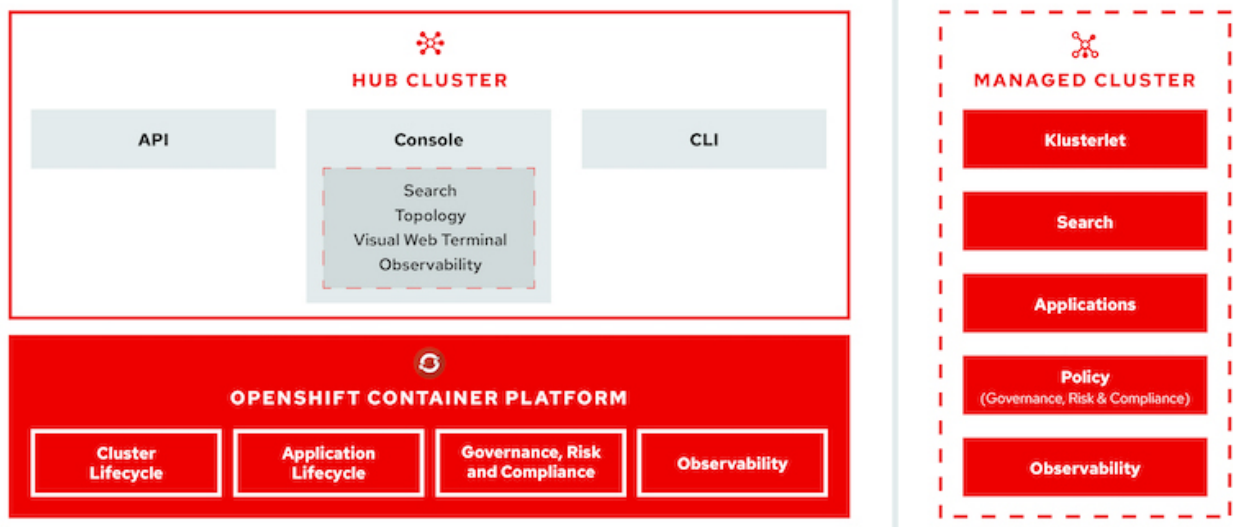 HUB CLUSTER
API
Console
Search
Topology
Visual Web Terminal
Observability
CLI
OPENSHIFT CONTAINER PLATFORM
Cluster
Lifecycle
Application
Lifecycle
Governance, Risk
and Compliance
Observability
MANAGED CLUSTER
Klusterlet
Search
Applications
Policy
(Governance, Risk & Compliance)
Observability